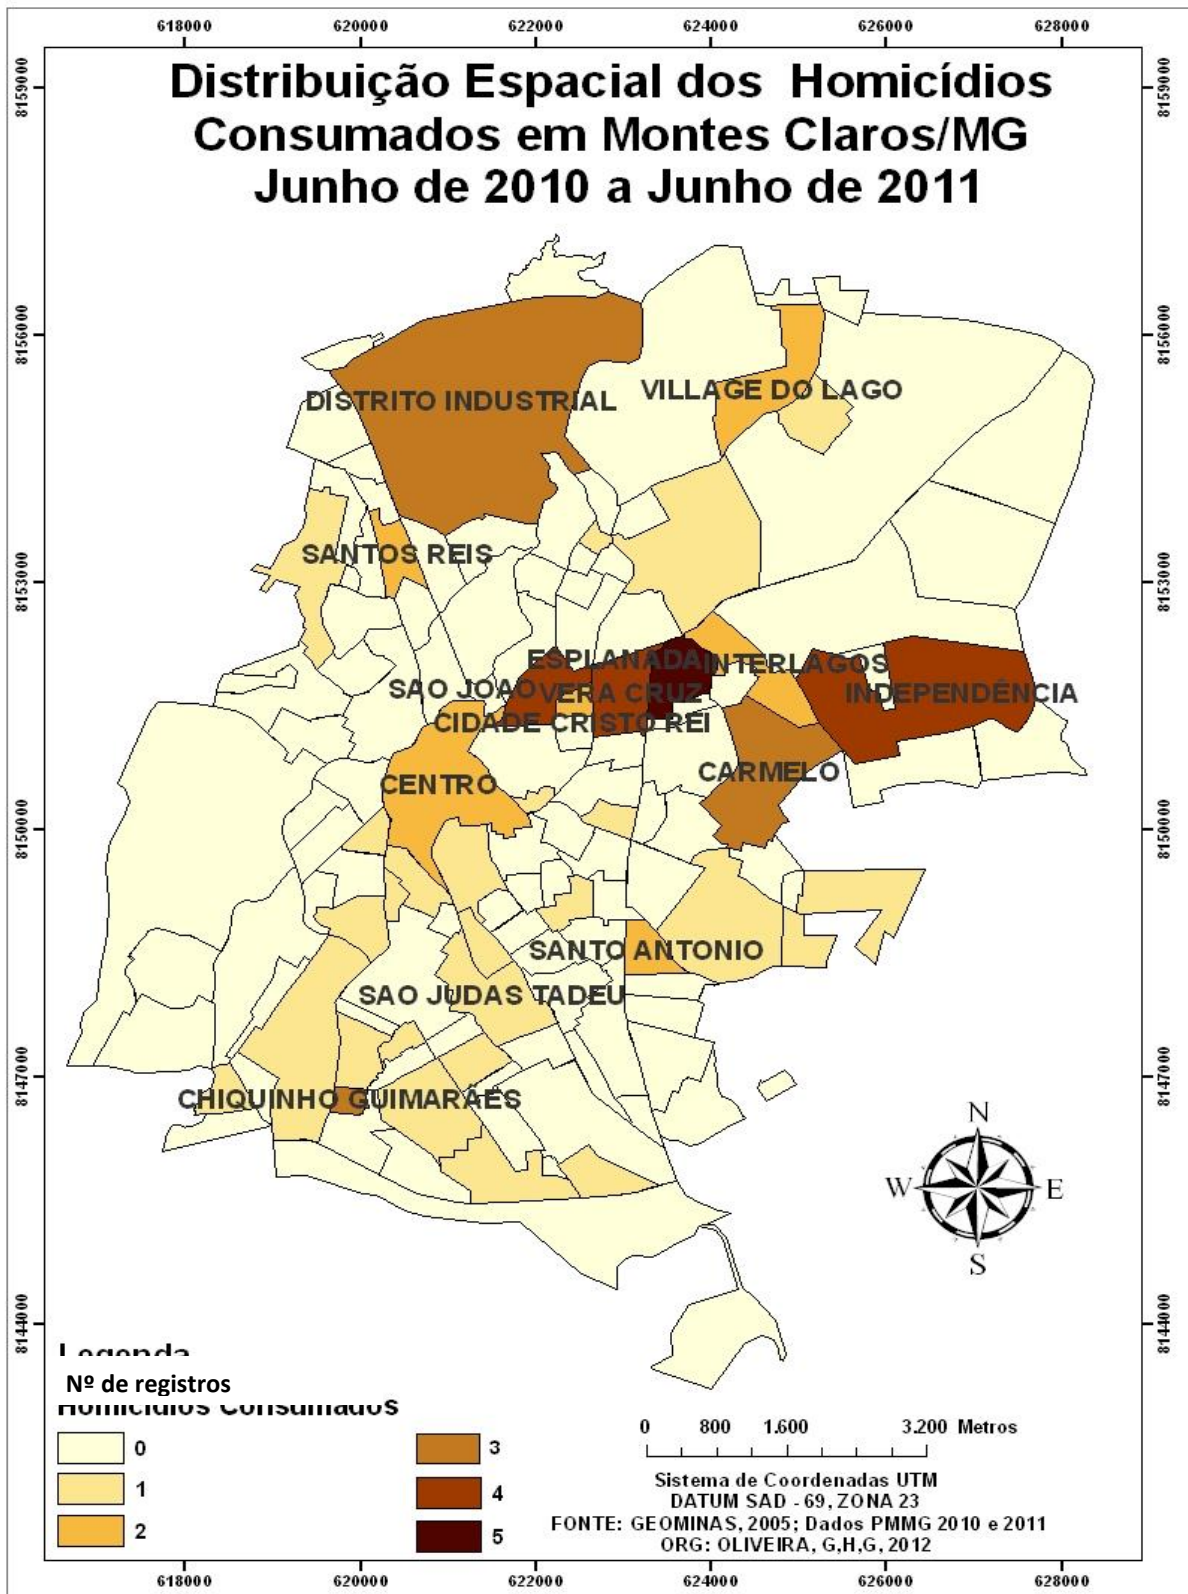 618000 620000 622000 624000 626000 628000
Distribuição Espacial dos Homicídios
Consumados em Montes Claros/MG
Junho de 2010 a Junho de 2011
8159000 8159000
8156000 8156000
DISTRITO INDUSTRIAL
VILLAGE DO LAGO
SANTOS REIS
8153000 8153000
ESPLANADA
INTERLAGOS
SAO JOAO
VERA CRUZ
INDEPENDÊNCIA
CIDADE CRISTO REI
CARMELO
CENTRO
8150000 8150000
SANTO ANTONIO
SAO JUDAS TADEU
8147000 8147000
CHIQUINHO GUIMARÃES
N
W E
S
8144000 8144000
Legenda
Nº de registros
Homicídios Consumados
0
1
2
3
4
5
0 800 1.600 3.200 Metros
Sistema de Coordenadas UTM
DATUM SAD - 69, ZONA 23
FONTE: GEOMINAS, 2005; Dados PMMG 2010 e 2011
ORG: OLIVEIRA, G,H,G, 2012
618000 620000 622000 624000 626000 628000